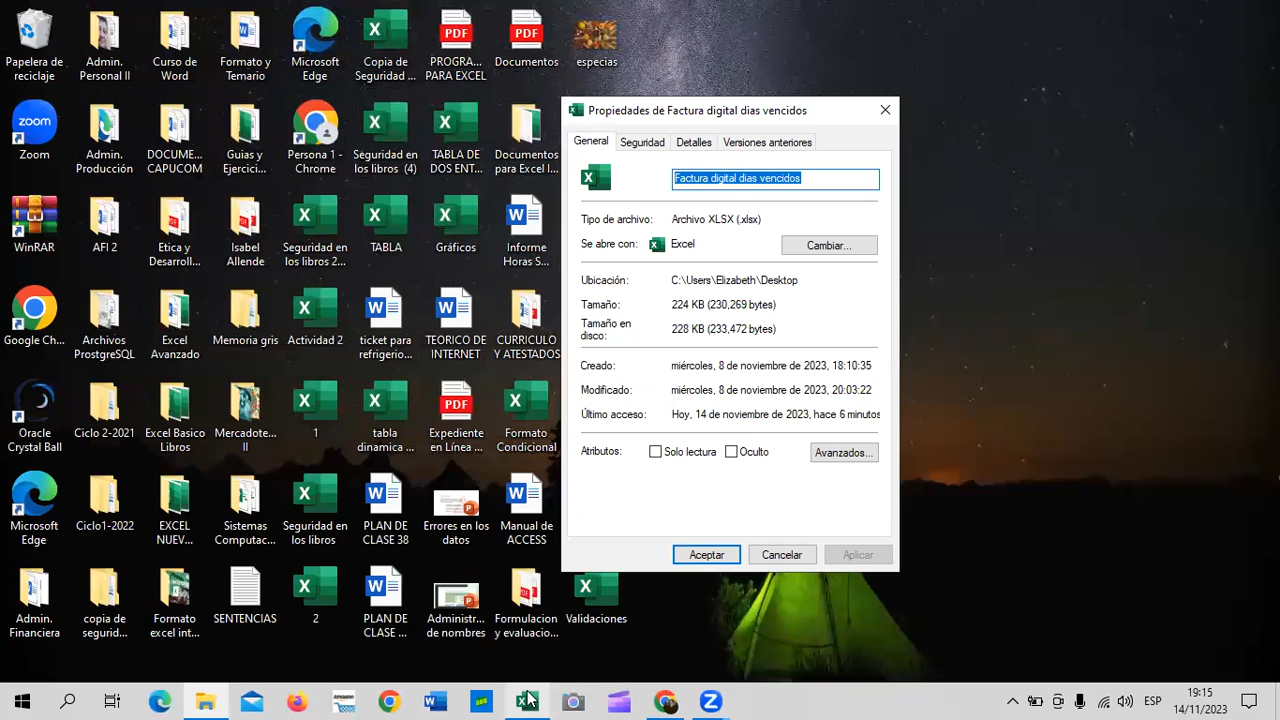 Papelera de
reciclaje
Admin.
Personal II
Curso de
Word
Formato y
Temario
Microsoft
Edge
Copia de
Seguridad ...
PDF
PROGRA...
PARA EXCEL
PDF
Documentos
especias
zoom
Zoom
Admin.
Producción
DOCUME...
CAPUCOM
Guias y
Ejercici...
Persona 1 -
Chrome
Seguridad en
los libros (4)
TABLA DE
DOS ENT...
Documentos
para Excel I...
WinRAR
AFI 2
Etica y
Desarroll...
Isabel
Allende
Seguridad en
los libros 2...
TABLA
Gráficos
Informe
Horas S...
Google Ch...
Archivos
ProstgreSQL
Excel
Avanzado
Memoria gris
Actividad 2
ticket para
refrigerio...
TEORICO DE
INTERNET
CURRICULO
Y ATESTADOS
Oracle
Crystal Ball
Ciclo 2-2021
Excel Basico
Libros
Mercadote...
II
1
tabla
dinamica ...
PDF
Expediente
en Línea ...
Formato
Condicional
Microsoft
Edge
Ciclo1-2022
EXCEL
NUEV...
Sistemas
Computac...
Seguridad en
los libros
PLAN DE
CLASE 38
Errores en los
datos
Manual de
ACCESS
Admin.
Financiera
copia de
segurid...
Formato
excel int...
SENTENCIAS
2
PLAN DE
CLASE ...
Administr...
de nombres
Formulacion
y evaluacio...
Validaciones
Propiedades de Factura digital dias vencidos
General
Seguridad
Detalles
Versiones anteriores
Factura digital dias vencidos
Tipo de archivo:
Archivo XLSX (.xlsx)
Se abre con:
Excel
Cambiar...
Ubicación:
C:\Users\Elizabeth\Desktop
Tamaño:
224 KB (230,269 bytes)
Tamaño en
disco:
228 KB (233,472 bytes)
Creado:
miércoles, 8 de noviembre de 2023, 18:10:35
Modificado:
miércoles, 8 de noviembre de 2023, 20:03:22
Último acceso:
Hoy, 14 de noviembre de 2023, hace 6 minutos
Atributos:
Solo lectura
Oculto
Avanzados...
Aceptar
Cancelar
Aplicar
ESP
19:15
14/11/2023